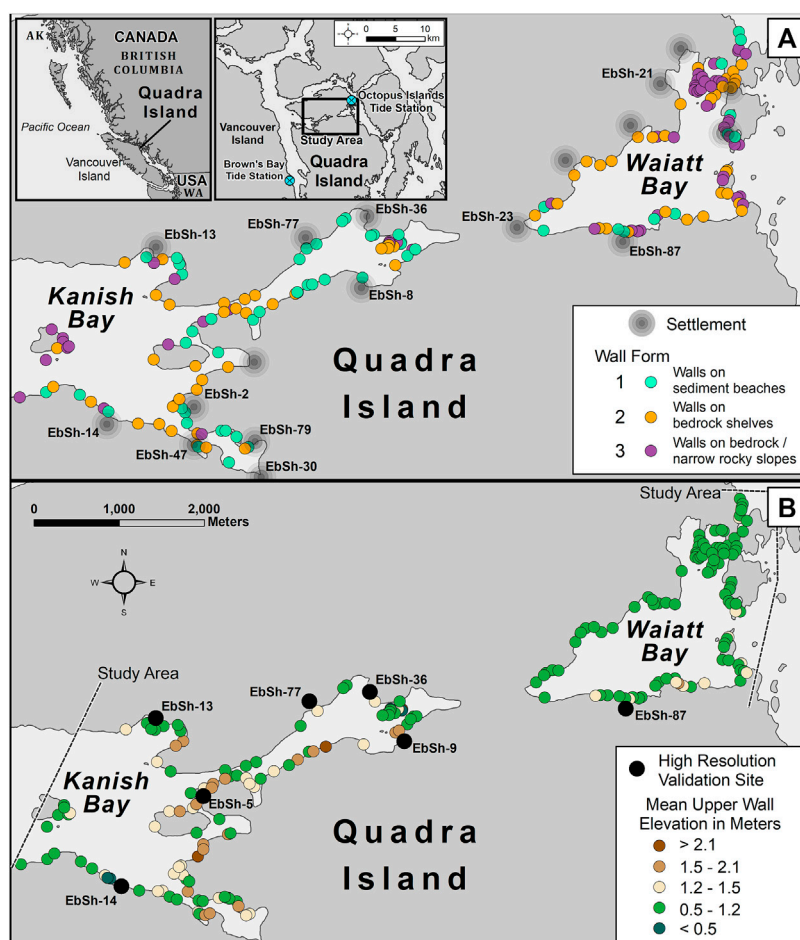 A
AK
CANADA
BRITISH
COLUMBIA
Quadra
Island
Pacific Ocean
Vancouver
Island
USA
WA
0 5 10
km
Octopus Islands
Tide Station
Vancouver
Island
Study Area
Brown's Bay
Tide Station
Quadra
Island
EbSh-21
Waiatt
Bay
EbSh-23
EbSh-87
EbSh-36
EbSh-77
EbSh-13
EbSh-8
Kanish
Bay
Quadra
Island
EbSh-2
EbSh-14
EbSh-79
EbSh-47
EbSh-30
Settlement
Wall Form
1 Walls on
sediment beaches
2 Walls on
bedrock shelves
3 Walls on bedrock /
narrow rocky slopes
B
Study Area
0 1,000 2,000
Meters
N
W E
S
Waiatt
Bay
Study Area
EbSh-36
EbSh-77
EbSh-13
EbSh-87
EbSh-9
Kanish
Bay
EbSh-5
Quadra
Island
EbSh-14
High Resolution
Validation Site
Mean Upper Wall
Elevation in Meters
> 2.1
1.5 - 2.1
1.2 - 1.5
0.5 - 1.2
< 0.5